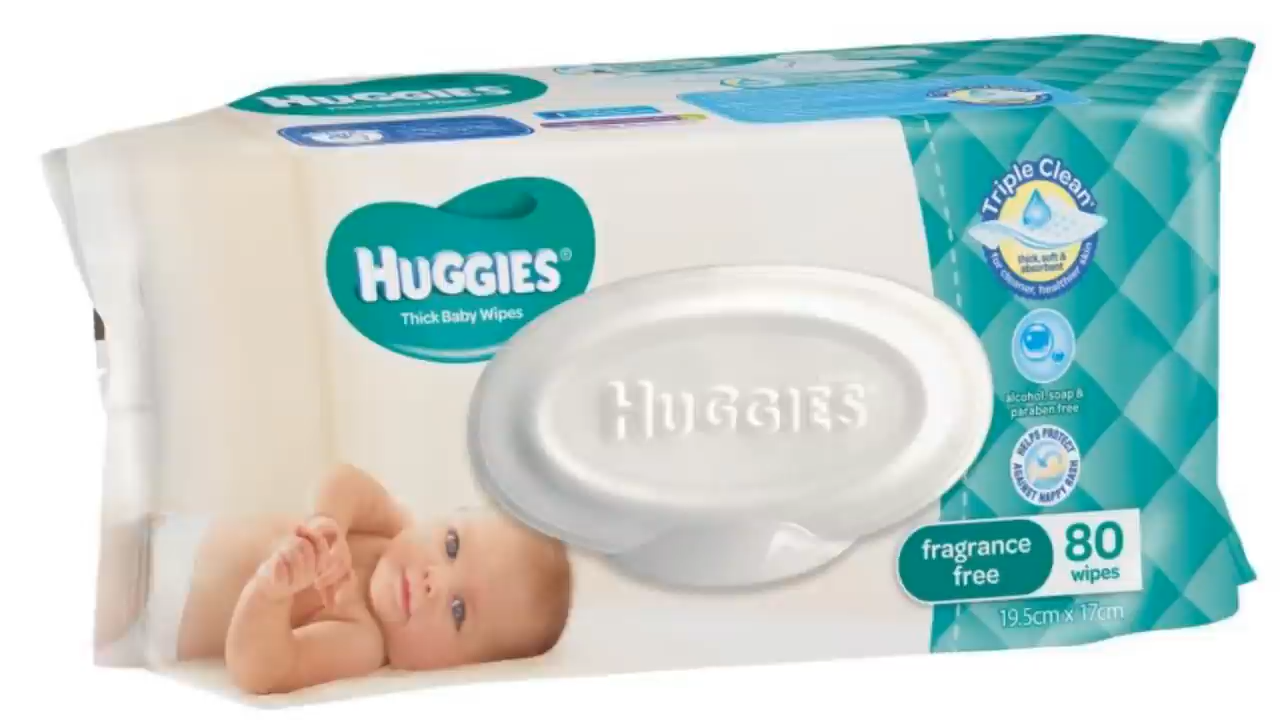 HUGGIES
HUGGIES®
Thick Baby Wipes
HUGGIES
Triple Clean
thick, soft &
absorbent
for cleaner, healthier skin
alcohol, soap &
paraben free
HELPS PROTECT
AGAINST NAPPY RASH
fragrance
free
80
wipes
19.5cm x 17cm